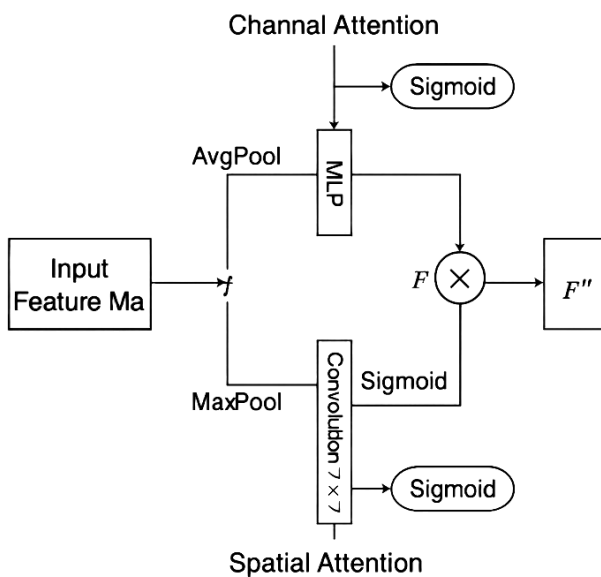 Channal Attention
Sigmoid
AvgPool
MLP
Input
Feature Ma
f
F
×
F″
MaxPool
Convolution 7 × 7
Sigmoid
Sigmoid
Spatial Attention